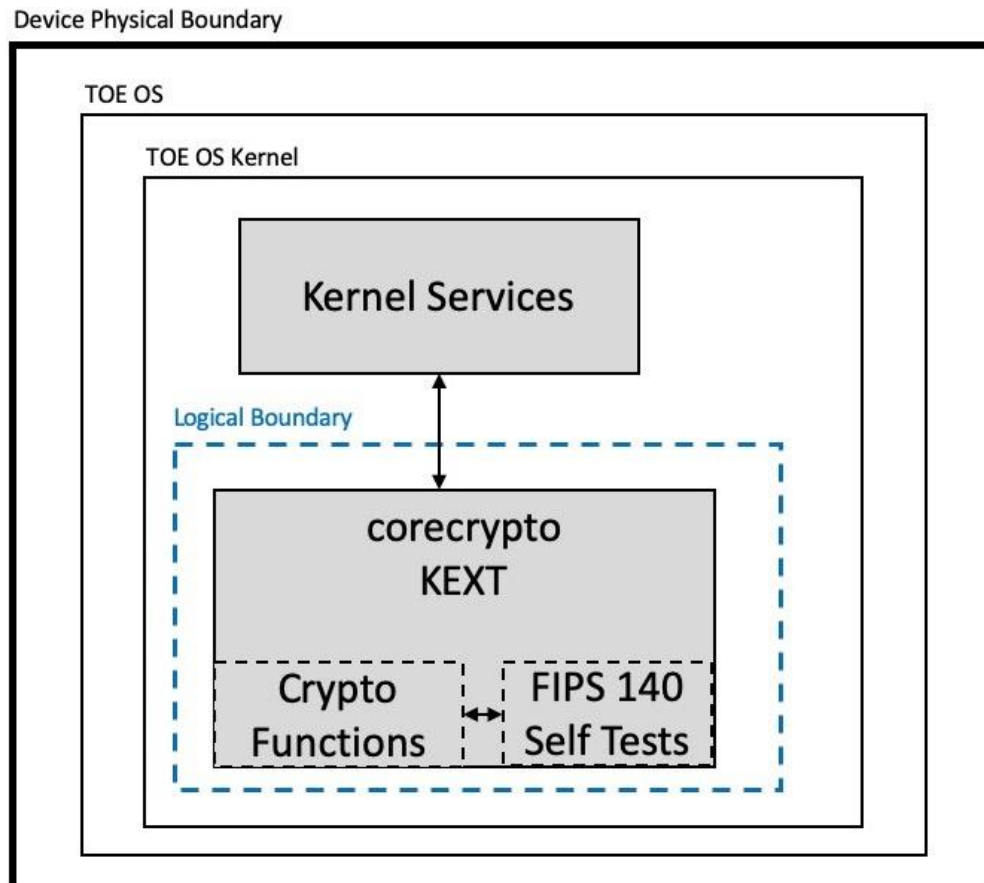 Device Physical Boundary
TOE OS
TOE OS Kernel
Kernel Services
Logical Boundary
corecrypto
KEXT
Crypto
Functions
FIPS 140
Self Tests